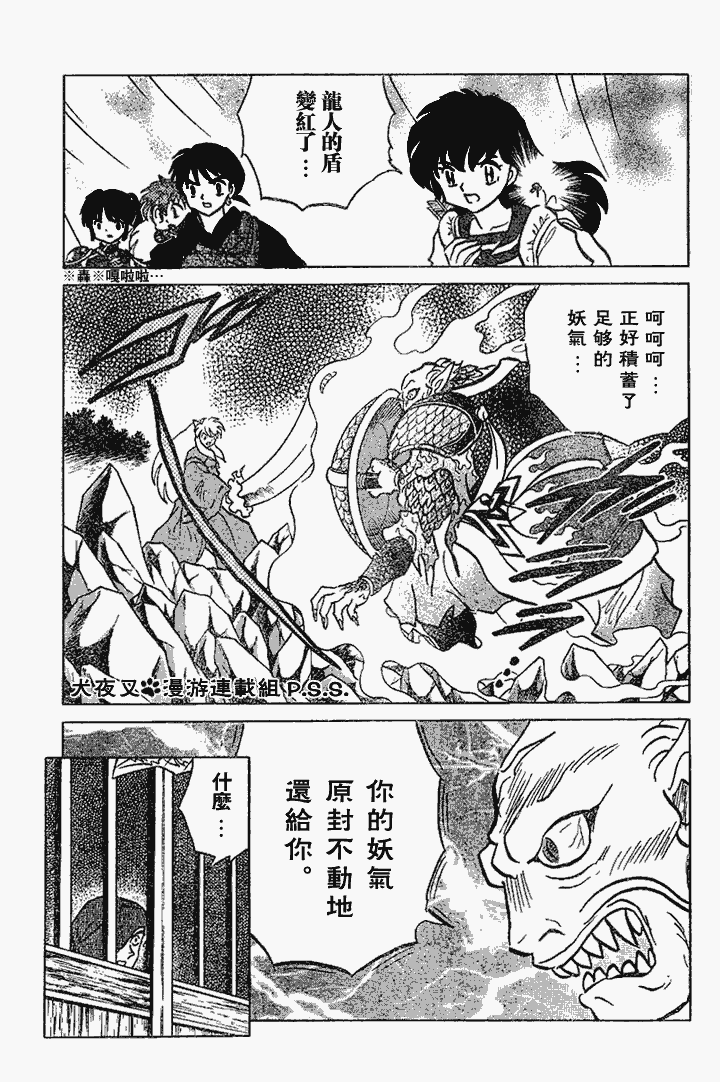 龍人的盾
變紅了…
※轟※嘎啦啦…
呵呵呵…
正好積蓄了
足够的
妖氣…
犬夜叉 漫游連載組 P.S.S.
你的妖氣
原封不動地
還給你。
什麼…